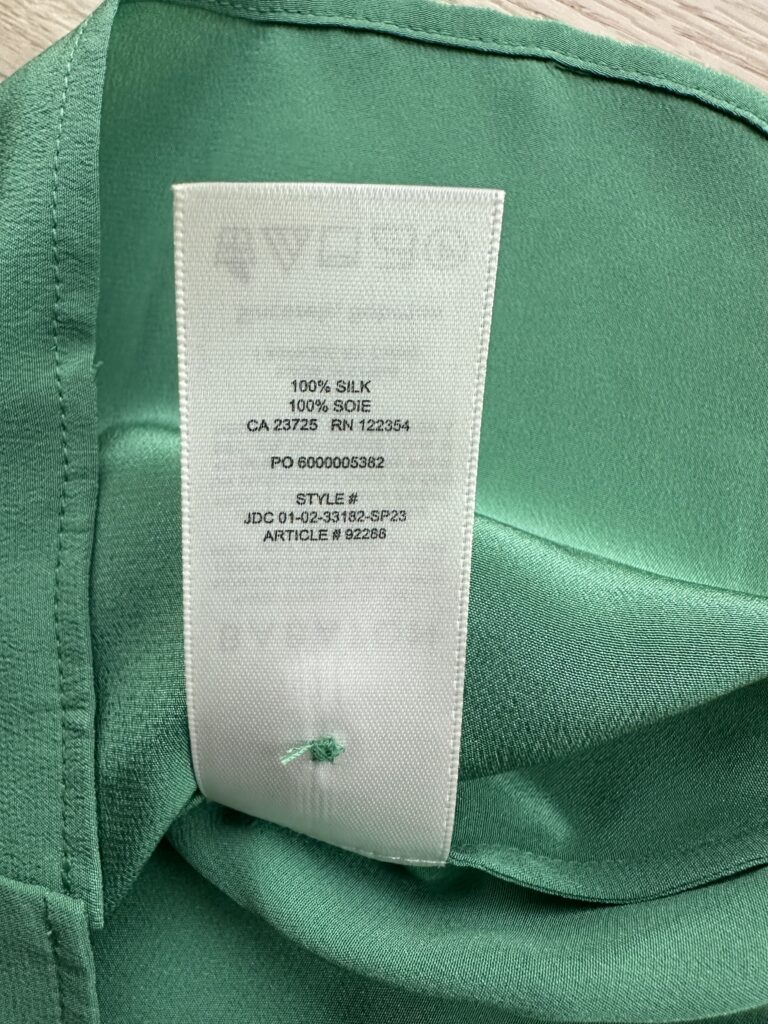 100% SILK
100% SOIE
CA 23725 RN 122354
PO 6000005382
STYLE #
JDC 01-02-33182-SP23
ARTICLE # 92266